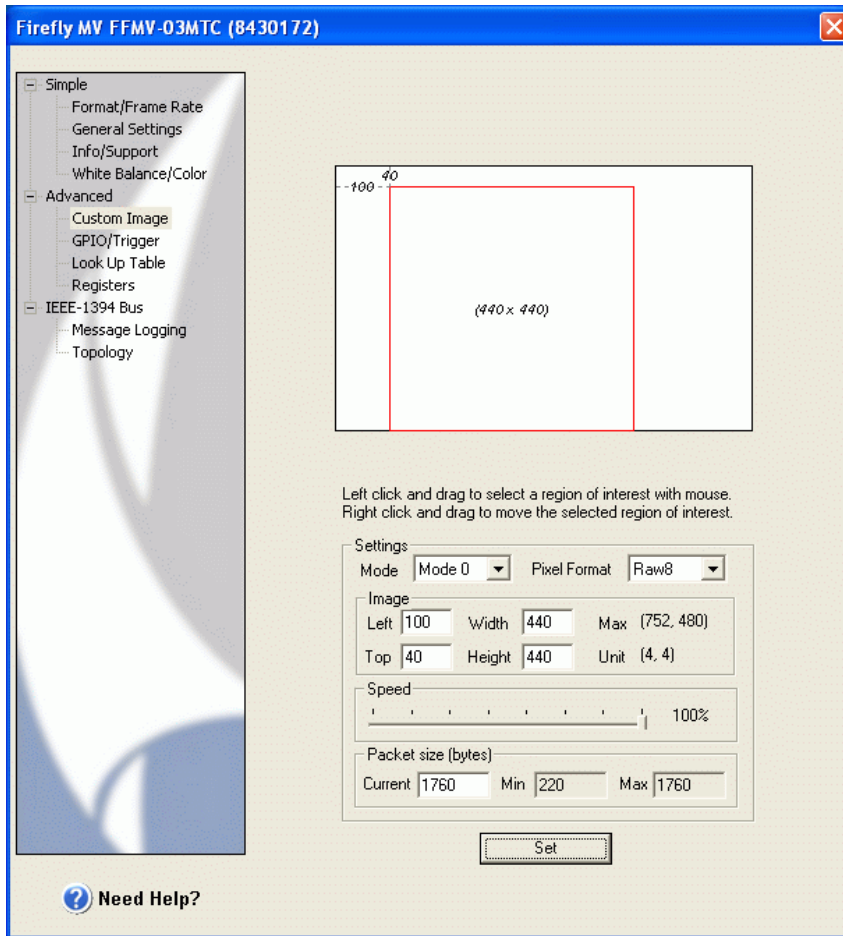 Firefly MV FFMV-03MTC (8430172)
Simple
Format/Frame Rate
General Settings
Info/Support
White Balance/Color
Advanced
Custom Image
GPIO/Trigger
Look Up Table
Registers
IEEE-1394 Bus
Message Logging
Topology
Need Help?
40
100
(440 x 440)
Left click and drag to select a region of interest with mouse.
Right click and drag to move the selected region of interest.
Settings
Mode Mode 0 Pixel Format Raw8
Image
Left 100 Width 440 Max (752, 480)
Top 40 Height 440 Unit (4, 4)
Speed
100%
Packet size (bytes)
Current 1760 Min 220 Max 1760
Set